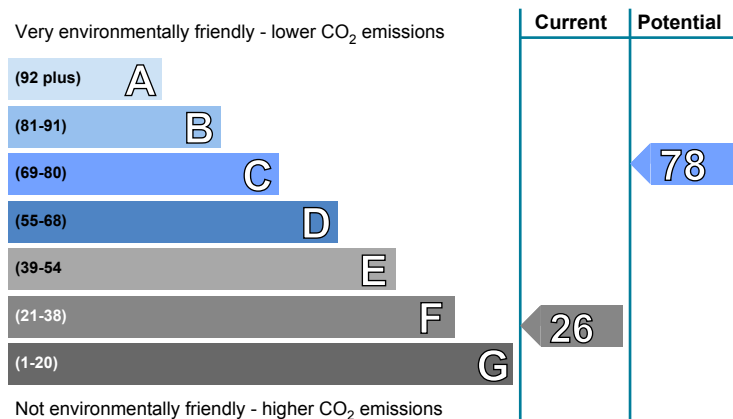 Current Potential
Very environmentally friendly - lower CO2 emissions
(92 plus) A
(81-91) B
(69-80) C
78
(55-68) D
(39-54 E
(21-38) F
26
(1-20) G
Not environmentally friendly - higher CO2 emissions